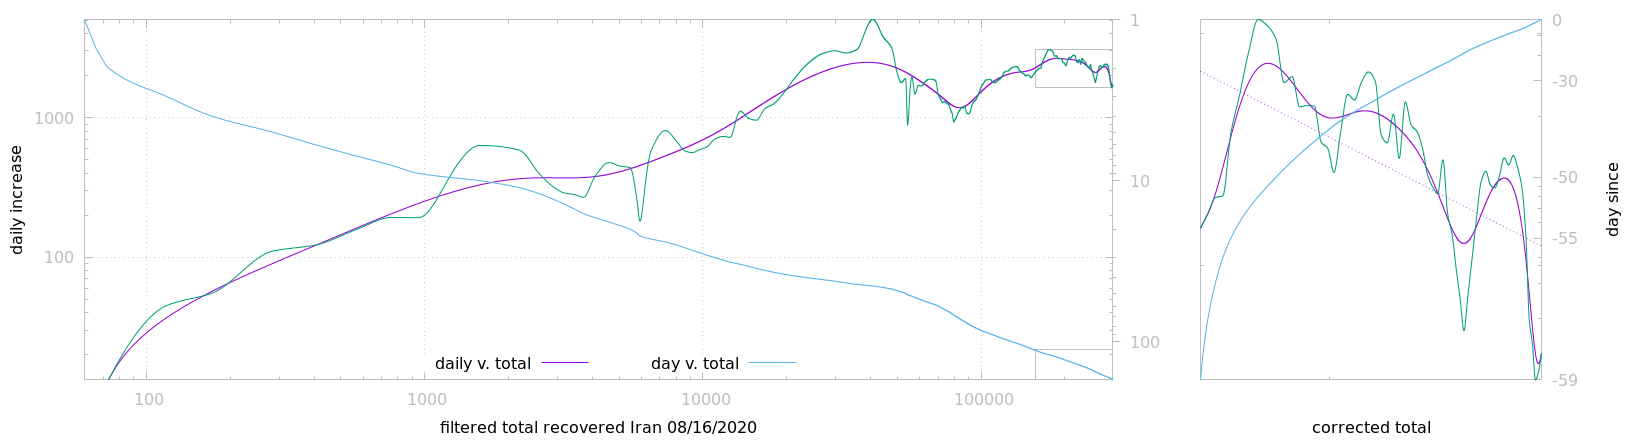 daily increase
1000
100
100
1000
10000
100000
1
10
100
daily v. total
day v. total
filtered total recovered Iran 08/16/2020
0
-30
-50
-55
-59
day since
corrected total